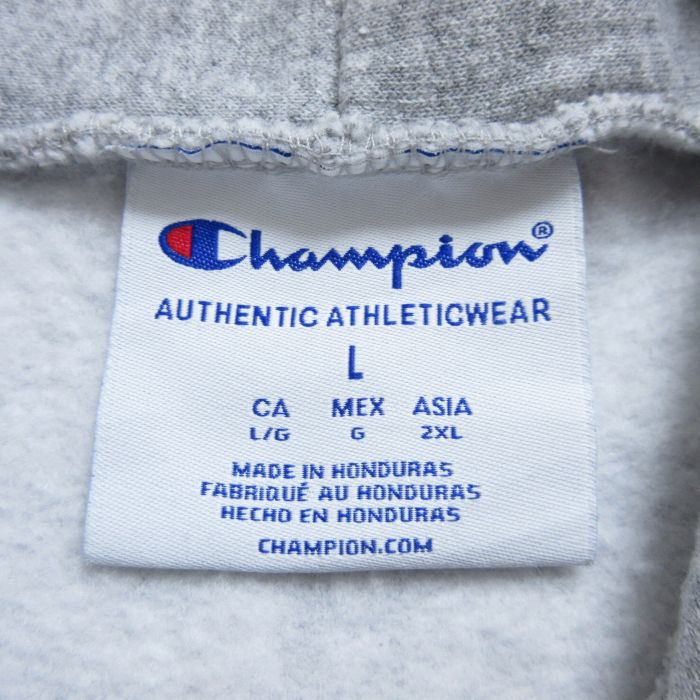 Champion®
AUTHENTIC ATHLETICWEAR
L
CA MEX ASIA
L/G G 2XL
MADE IN HONDURAS
FABRIQUÉ AU HONDURAS
HECHO EN HONDURAS
CHAMPION.COM